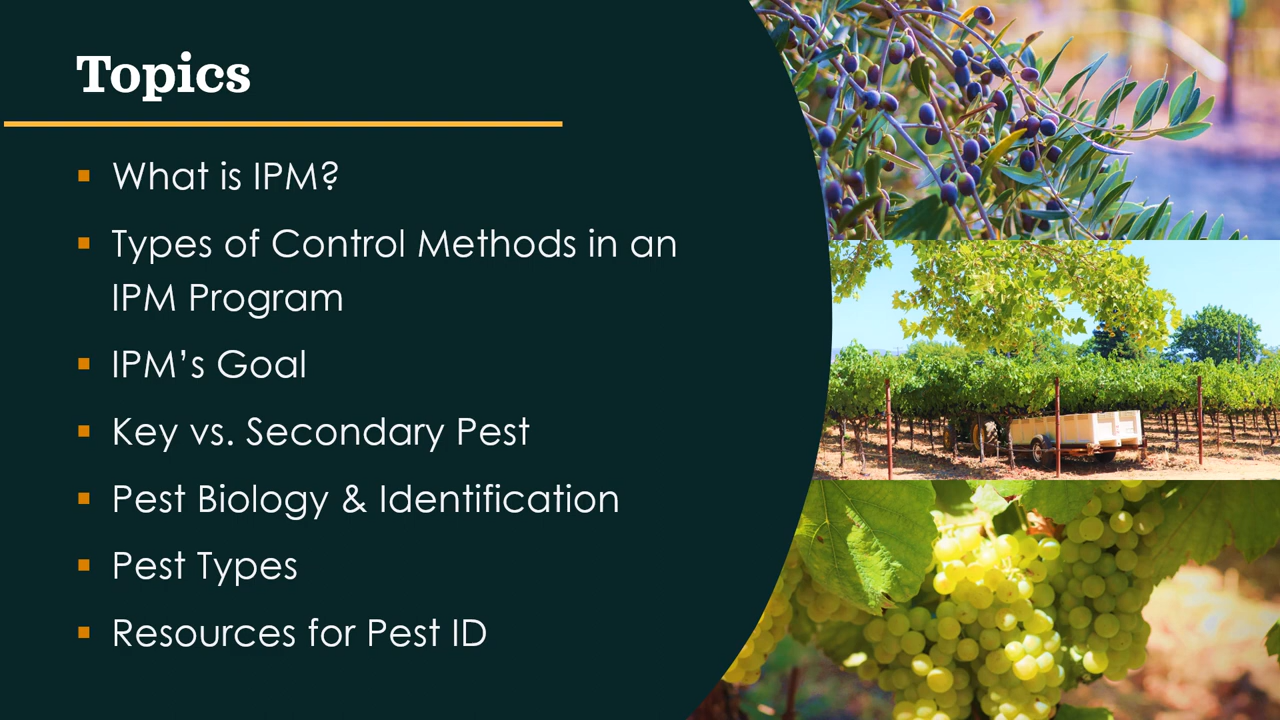 Topics
What is IPM?
Types of Control Methods in an
IPM Program
IPM’s Goal
Key vs. Secondary Pest
Pest Biology & Identification
Pest Types
Resources for Pest ID